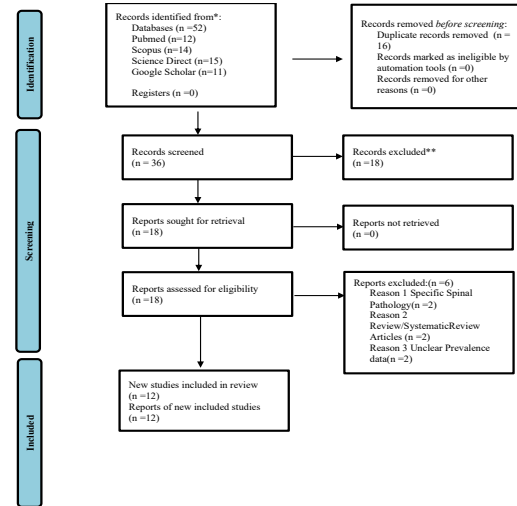 Identification
Records identified from*:
Databases (n =52)
Pubmed (n=12)
Scopus (n=14)
Science Direct (n=15)
Google Scholar (n=11)
Registers (n =0)
Records removed before screening:
Duplicate records removed (n =
16)
Records marked as ineligible by
automation tools (n =0)
Records removed for other
reasons (n =0)
Screening
Records screened
(n = 36)
Records excluded**
(n =18)
Reports sought for retrieval
(n =18)
Reports not retrieved
(n =0)
Reports assessed for eligibility
(n =18)
Reports excluded:(n =6)
Reason 1 Specific Spinal
Pathology(n =2)
Reason 2
Review/SystematicReview
Articles (n =2)
Reason 3 Unclear Prevalence
data(n =2)
Included
New studies included in review
(n =12)
Reports of new included studies
(n =12)